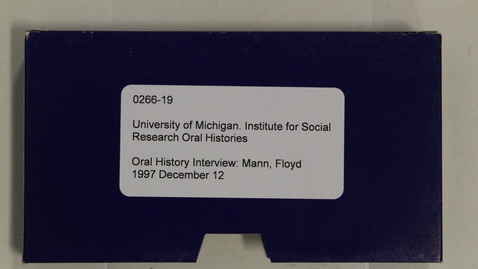 0266-19
University of Michigan. Institute for Social
Research Oral Histories
Oral History Interview: Mann, Floyd
1997 December 12